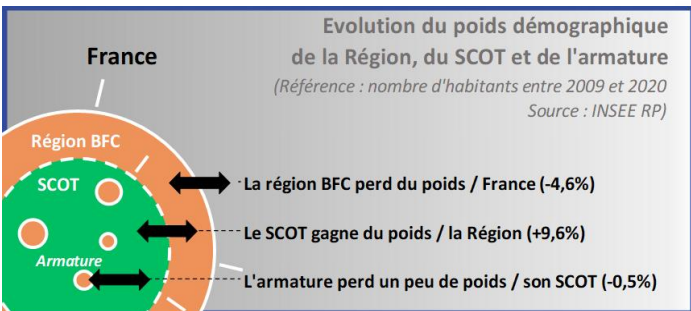 Evolution du poids démographique
de la Région, du SCOT et de l'armature
(Référence : nombre d'habitants entre 2009 et 2020
Source : INSEE RP)
France
Région BFC
SCOT
Armature
La région BFC perd du poids / France (-4,6%)
Le SCOT gagne du poids / la Région (+9,6%)
L'armature perd un peu de poids / son SCOT (-0,5%)